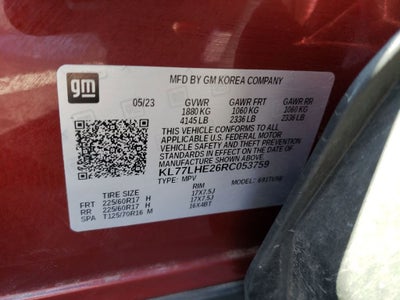 gm
MFD BY GM KOREA COMPANY
05/23 GVWR GAWR FRT GAWR RR
1880 KG 1060 KG 1060 KG
4145 LB 2336 LB 2336 LB
THIS VEHICLE CONFORMS TO ALL APPLICABLE
U.S. FEDERAL MOTOR
VEHICLE SAFETY AND THEFT PREVENTION
STANDARDS IN EFFECT ON THE DATE OF
MANUFACTURE SHOWN ABOVE.
KL77LHE26RC053759
TYPE: M.P.V. MODEL:
TIRE SIZE RIM
FRT 225/60R17 H 17X7.5J
RR 225/60R17 H 17X7.5J
SPA T125/70R16 M 16X4BT